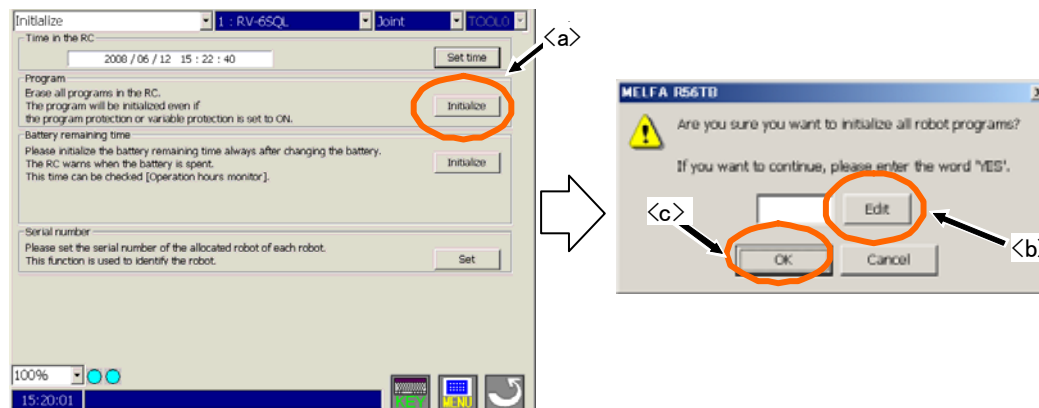 Initialize
1 : RV-6SQL
Joint
TOOL0
Time in the RC
2008 / 06 / 12 15 : 22 : 40
Set time
<a>
Program
Erase all programs in the RC.
The program will be initialized even if
the program protection or variable protection is set to ON.
Initialize
Battery remaining time
Please initialize the battery remaining time always after changing the battery.
The RC warns when the battery is spent.
This time can be checked [Operation hours monitor].
Initialize
Serial number
Please set the serial number of the allocated robot of each robot.
This function is used to identify the robot.
Set
100%
15:20:01
KEY
MENU
MELFA R56TB
Are you sure you want to initialize all robot programs?
If you want to continue, please enter the word 'YES'.
<c>
Edit
<b>
OK
Cancel